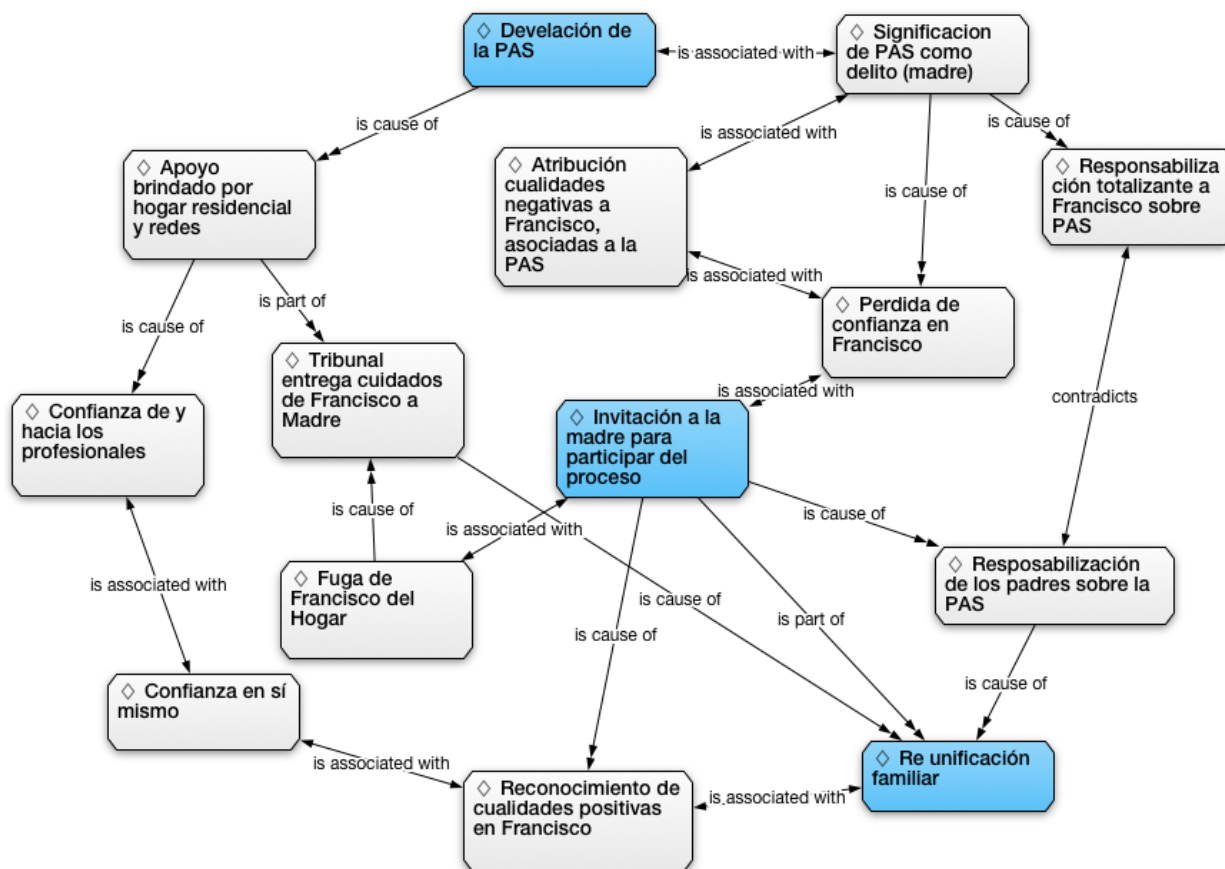 ◇ Develación de
la PAS
is associated with
◇ Significacion
de PAS como
delito (madre)
is cause of
is associated with
is cause of
◇ Apoyo
brindado por
hogar residencial
y redes
◇ Atribución
cualidades
negativas a
Francisco,
asociadas a la
PAS
is cause of
◇ Responsabiliza
ción totalizante a
Francisco sobre
PAS
is associated with
is part of
is cause of
◇ Perdida de
confianza en
Francisco
◇ Tribunal
entrega cuidados
de Francisco a
Madre
is associated with
contradicts
◇ Confianza de y
hacia los
profesionales
◇ Invitación a la
madre para
participar del
proceso
is cause of
is associated with
is cause of
◇ Fuga de
Francisco del
Hogar
◇ Resposabilización
de los padres sobre la
PAS
is associated with
is cause of
is part of
is cause of
is cause of
◇ Confianza en sí
mismo
is associated with
◇ Reconocimiento de
cualidades positivas
en Francisco
is associated with
◇ Re unificación
familiar